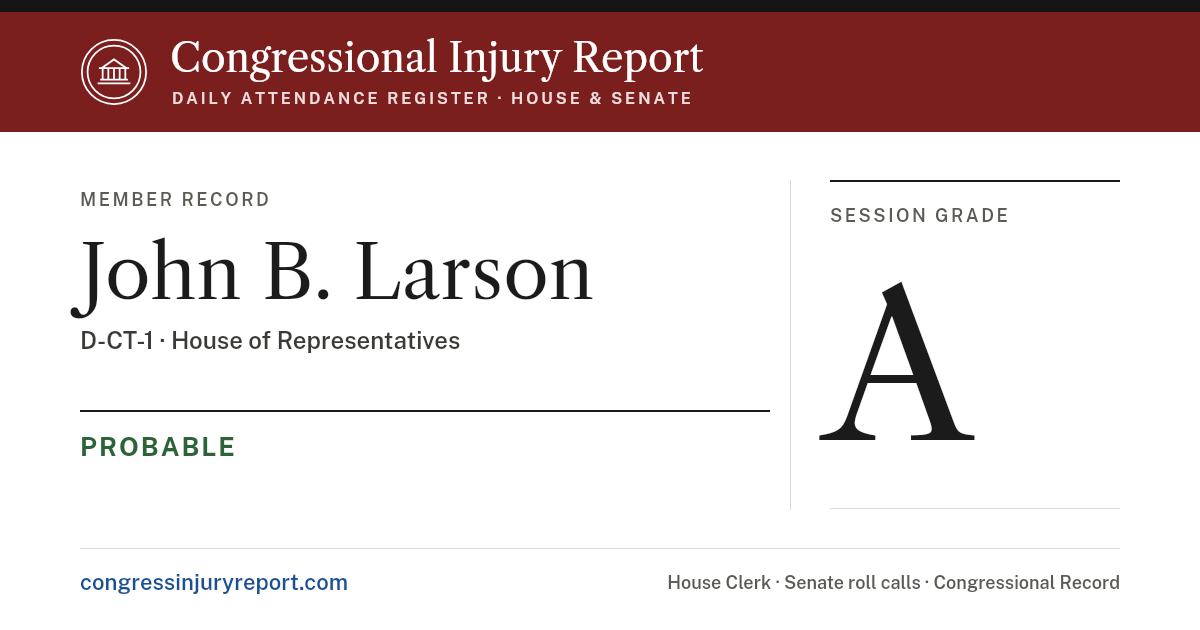 Congressional Injury Report
DAILY ATTENDANCE REGISTER · HOUSE & SENATE
MEMBER RECORD
John B. Larson
D-CT-1 · House of Representatives
PROBABLE
SESSION GRADE
A
congressinjuryreport.com
House Clerk · Senate roll calls · Congressional Record